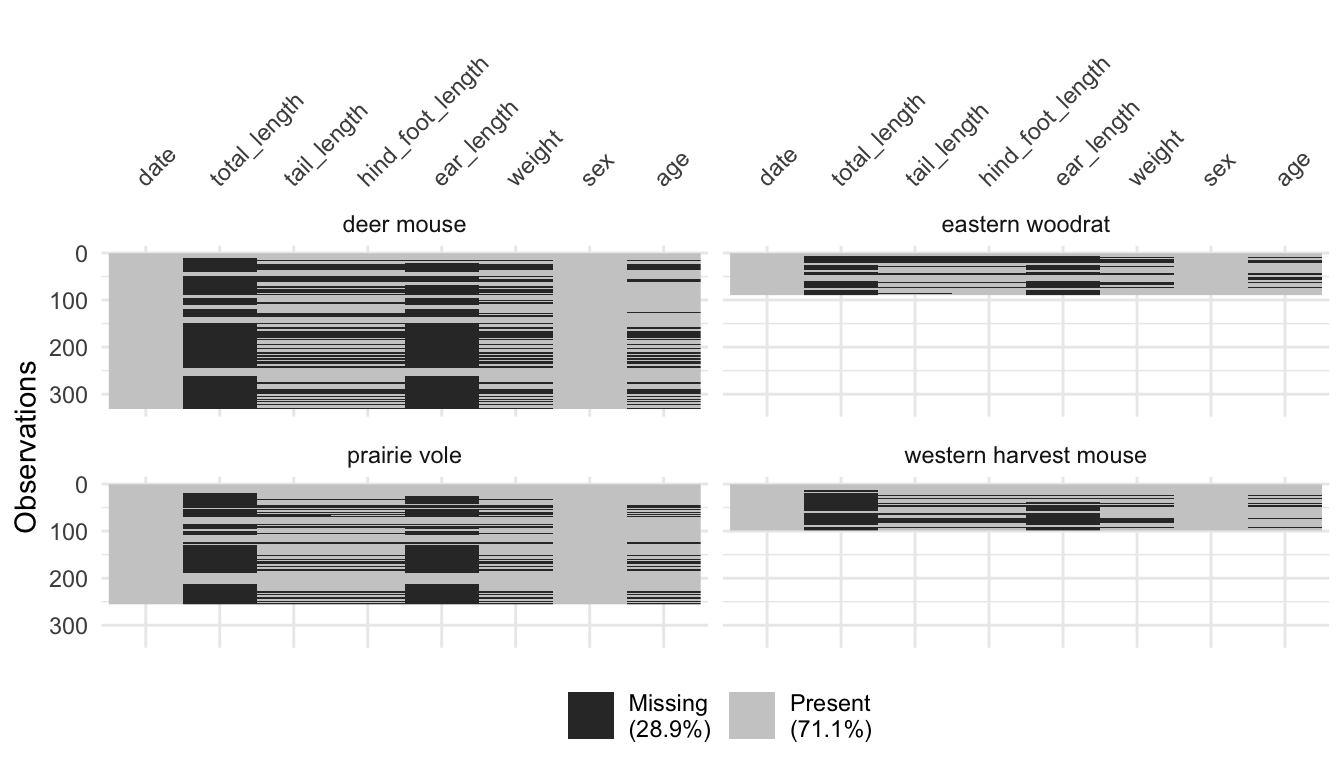 date
total_length
tail_length
hind_foot_length
ear_length
weight
sex
age
date
total_length
tail_length
hind_foot_length
ear_length
weight
sex
age
deer mouse
eastern woodrat
0
100
200
300
Observations
prairie vole
western harvest mouse
0
100
200
300
Missing
(28.9%)
Present
(71.1%)